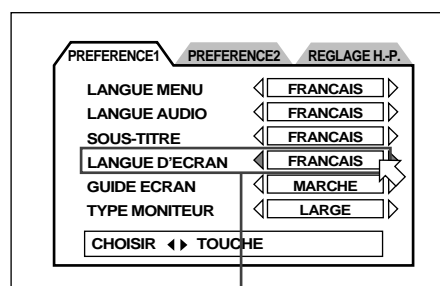 PREFERENCE1 PREFERENCE2 REGLAGE H.-P.
LANGUE MENU FRANCAIS
LANGUE AUDIO FRANCAIS
SOUS-TITRE FRANCAIS
LANGUE D'ECRAN FRANCAIS
GUIDE ECRAN MARCHE
TYPE MONITEUR LARGE
CHOISIR TOUCHE